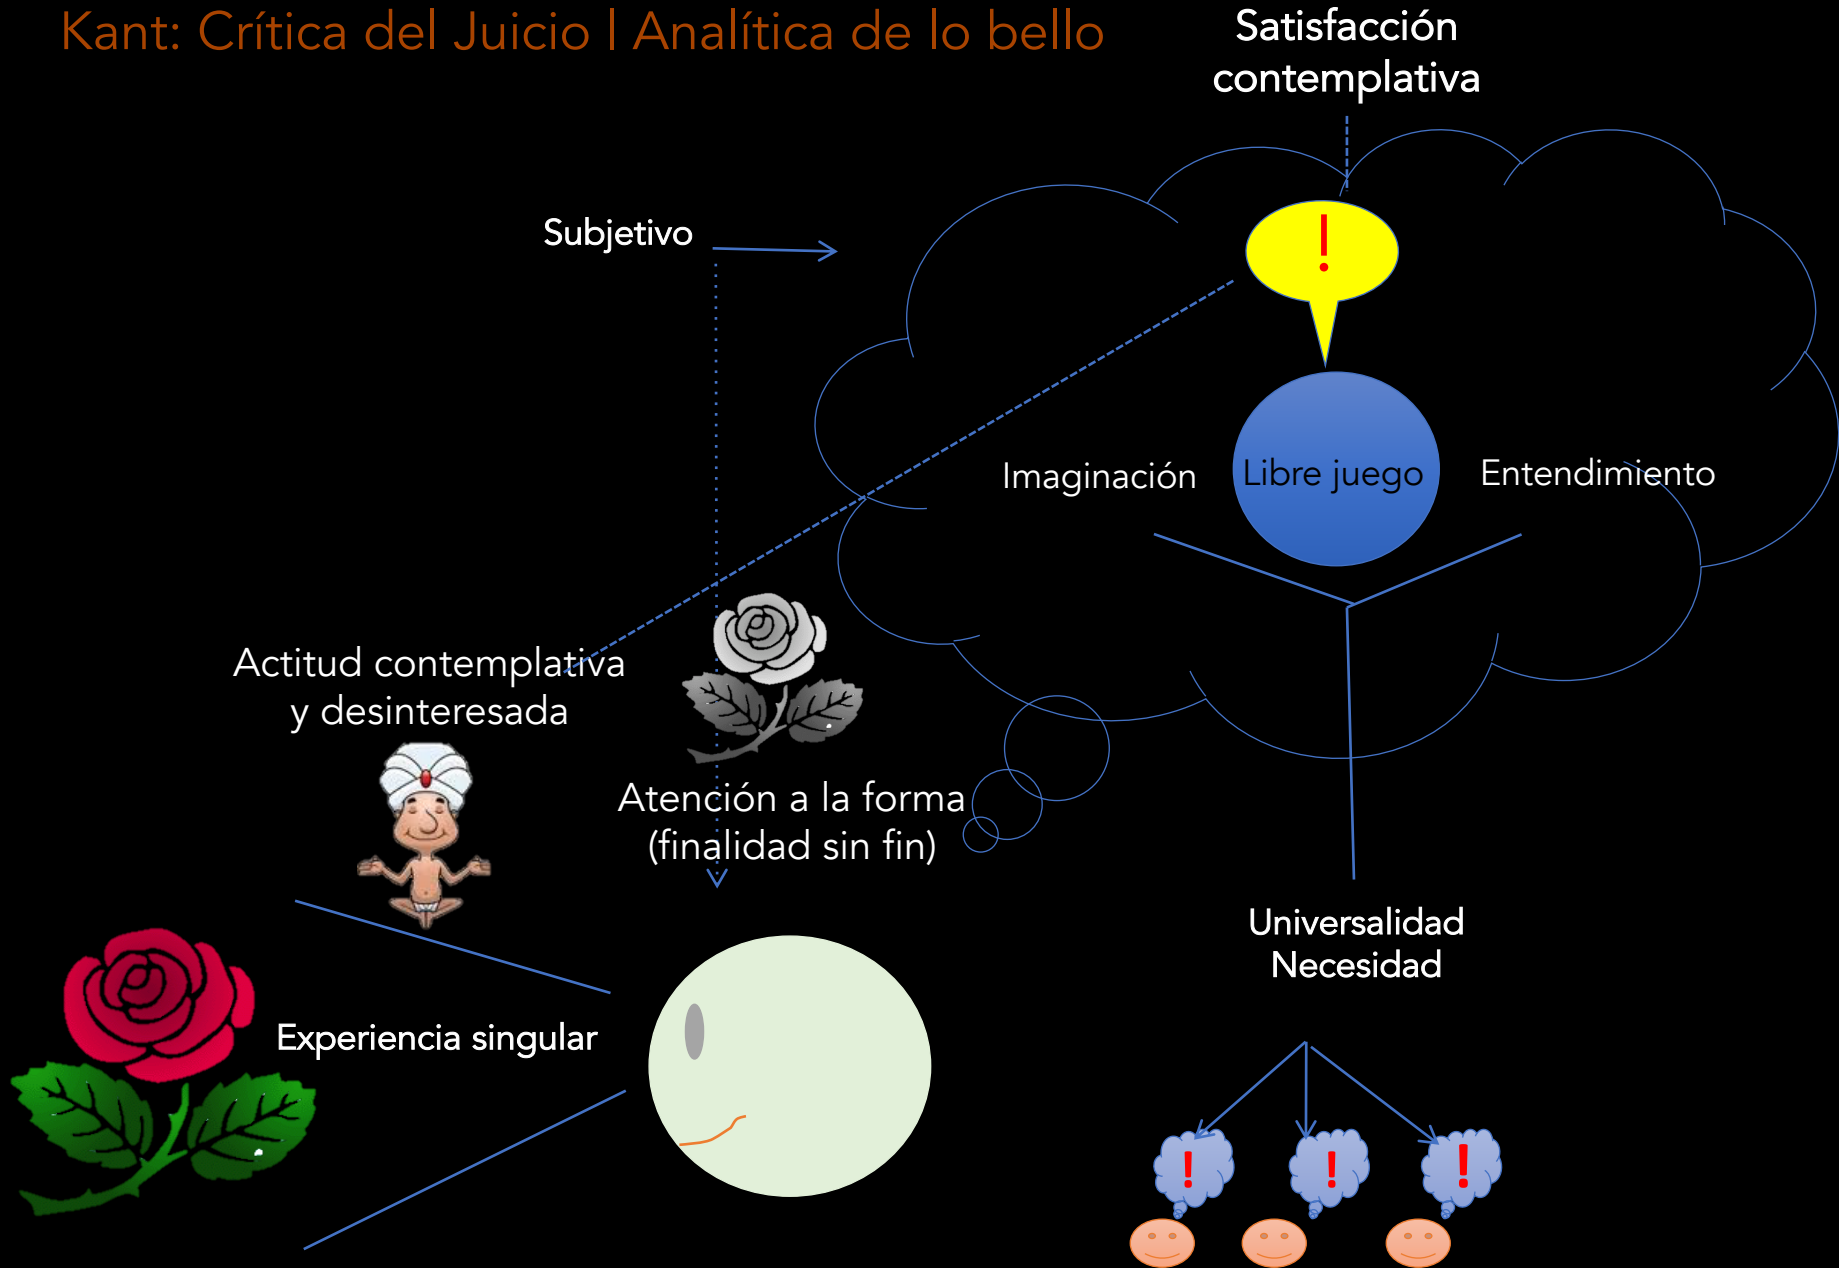 Kant: Crítica del Juicio | Analítica de lo bello
Satisfacción
contemplativa
Subjetivo
!
Imaginación
Libre juego
Entendimiento
Actitud contemplativa
y desinteresada
Atención a la forma
(finalidad sin fin)
Experiencia singular
Universalidad
Necesidad
!
!
!